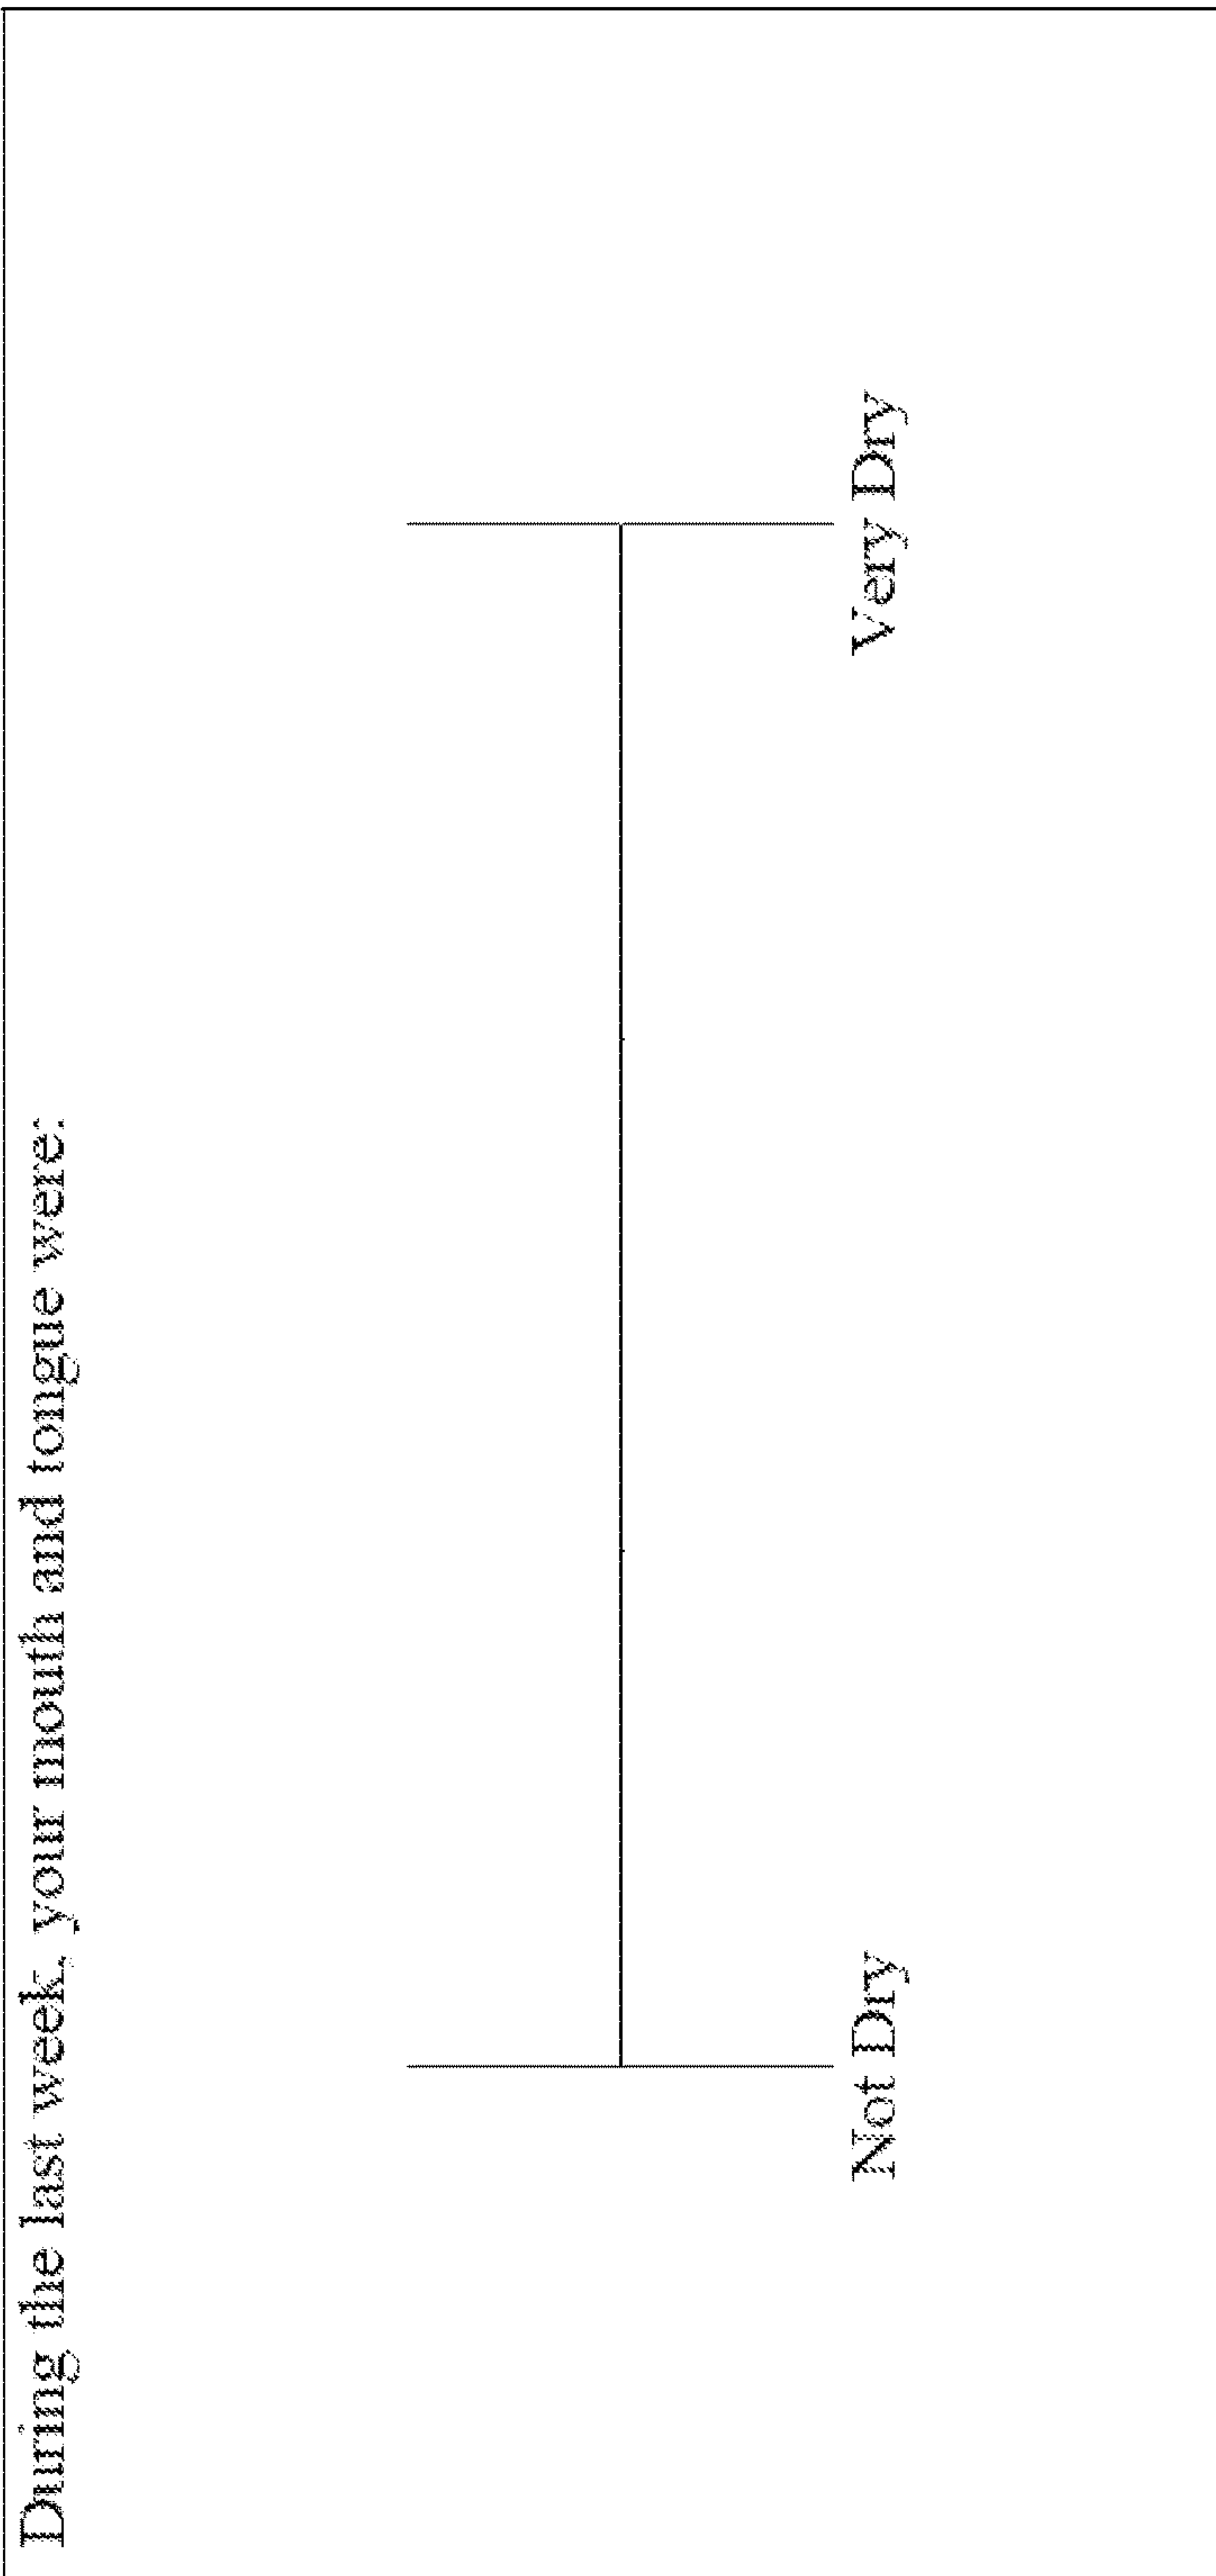 During the last week, your mouth and tongue were:
Not Dry
Very Dry